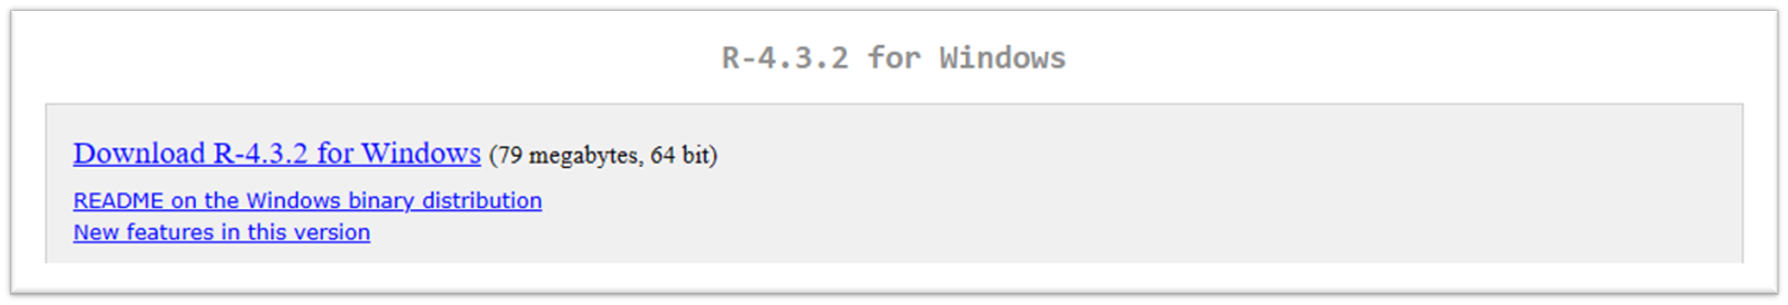 R-4.3.2 for Windows
Download R-4.3.2 for Windows (79 megabytes, 64 bit)
README on the Windows binary distribution
New features in this version